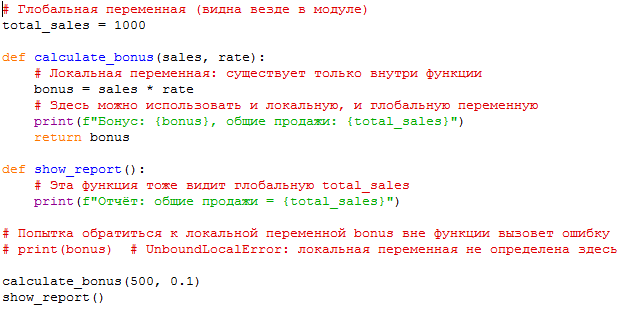 # Глобальная переменная (видна везде в модуле)
total_sales = 1000

def calculate_bonus(sales, rate):
    # Локальная переменная: существует только внутри функции
    bonus = sales * rate
    # Здесь можно использовать и локальную, и глобальную переменную
    print(f"Бонус: {bonus}, общие продажи: {total_sales}")
    return bonus

def show_report():
    # Эта функция тоже видит глобальную total_sales
    print(f"Отчёт: общие продажи = {total_sales}")

# Попытка обратиться к локальной переменной bonus вне функции вызовет ошибку
# print(bonus)  # UnboundLocalError: локальная переменная не определена здесь

calculate_bonus(500, 0.1)
show_report()